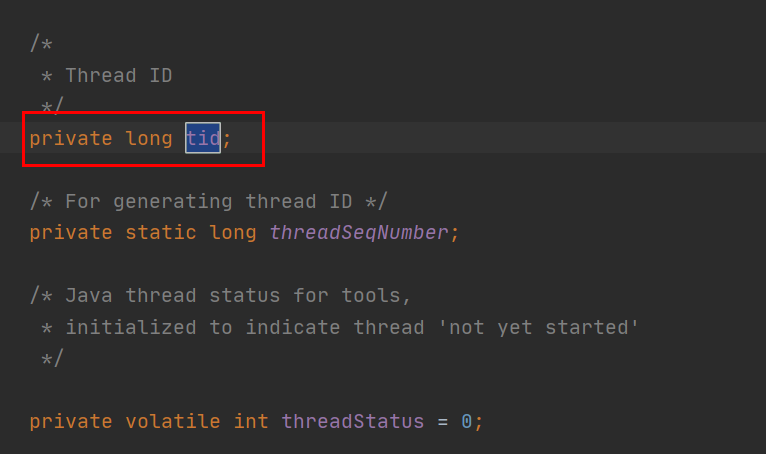 /*
 * Thread ID
 */
private long tid;
/* For generating thread ID */
private static long threadSeqNumber;
/* Java thread status for tools,
 * initialized to indicate thread 'not yet started'
 */
private volatile int threadStatus = 0;